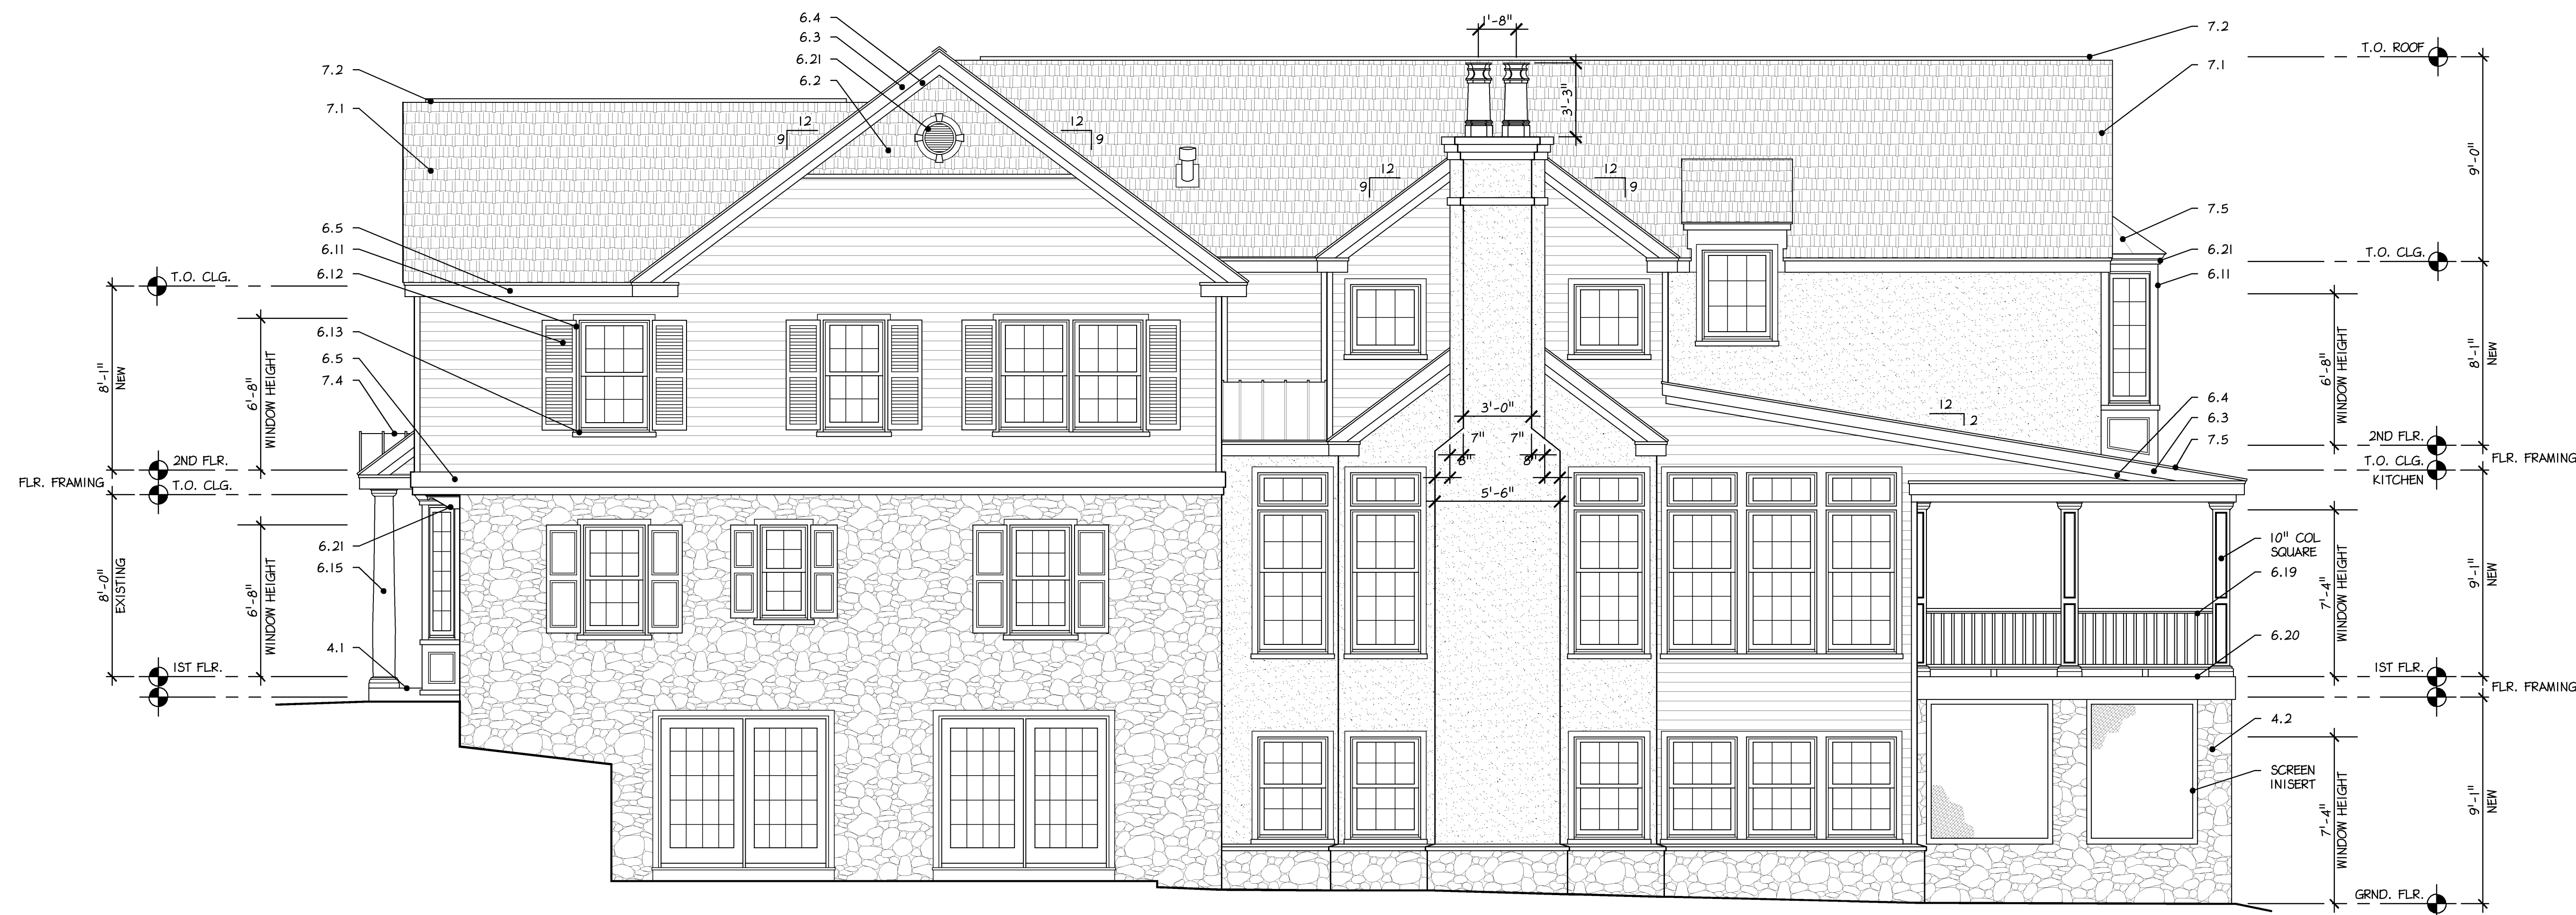 6.4
6.3
6.21
6.2
7.2
7.1
12
9
12
9
1'-8"
3'-3"
12
9
12
9
7.2
7.1
T.O. ROOF
9'-0"
6.5
6.11
6.12
6.13
6.5
7.4
T.O. CLG.
8'-1"
NEW
6'-8"
WINDOW HEIGHT
2ND FLR.
FLR. FRAMING
T.O. CLG.
8'-0"
EXISTING
6'-8"
WINDOW HEIGHT
6.21
6.15
4.1
1ST FLR.
3'-0"
7"
7"
8"
8"
5'-6"
12
2
7.5
6.21
6.11
T.O. CLG.
6'-8"
WINDOW HEIGHT
8'-1"
NEW
6.4
6.3
7.5
2ND FLR.
FLR. FRAMING
T.O. CLG.
KITCHEN
10" COL
SQUARE
6.19
6.20
7'-4"
WINDOW HEIGHT
9'-1"
NEW
1ST FLR.
FLR. FRAMING
4.2
SCREEN
INISERT
7'-4"
WINDOW HEIGHT
9'-1"
NEW
GRND. FLR.